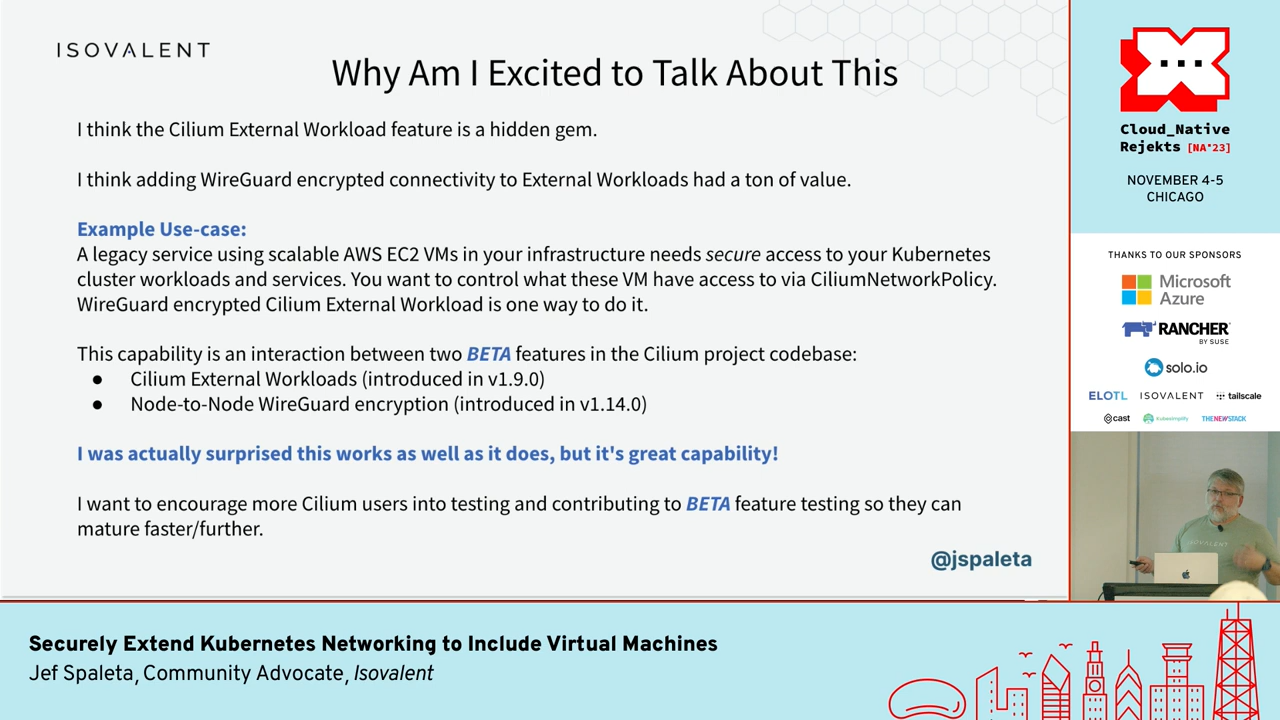 ISOVALENT
Why Am I Excited to Talk About This
I think the Cilium External Workload feature is a hidden gem.
I think adding WireGuard encrypted connectivity to External Workloads had a ton of value.
Example Use-case:
A legacy service using scalable AWS EC2 VMs in your infrastructure needs secure access to your Kubernetes
cluster workloads and services. You want to control what these VM have access to via CiliumNetworkPolicy.
WireGuard encrypted Cilium External Workload is one way to do it.
This capability is an interaction between two BETA features in the Cilium project codebase:
● Cilium External Workloads (introduced in v1.9.0)
● Node-to-Node WireGuard encryption (introduced in v1.14.0)
I was actually surprised this works as well as it does, but it's great capability!
I want to encourage more Cilium users into testing and contributing to BETA feature testing so they can
mature faster/further.
@jspaleta
Cloud_Native
Rejekts [NA'23]
NOVEMBER 4-5
CHICAGO
THANKS TO OUR SPONSORS
Microsoft
Azure
RANCHER
BY SUSE
solo.io
ELOTL ISOVALENT tailscale
cast kubesimplify THENEWSTACK
ISOVALENT
Securely Extend Kubernetes Networking to Include Virtual Machines
Jef Spaleta, Community Advocate, Isovalent